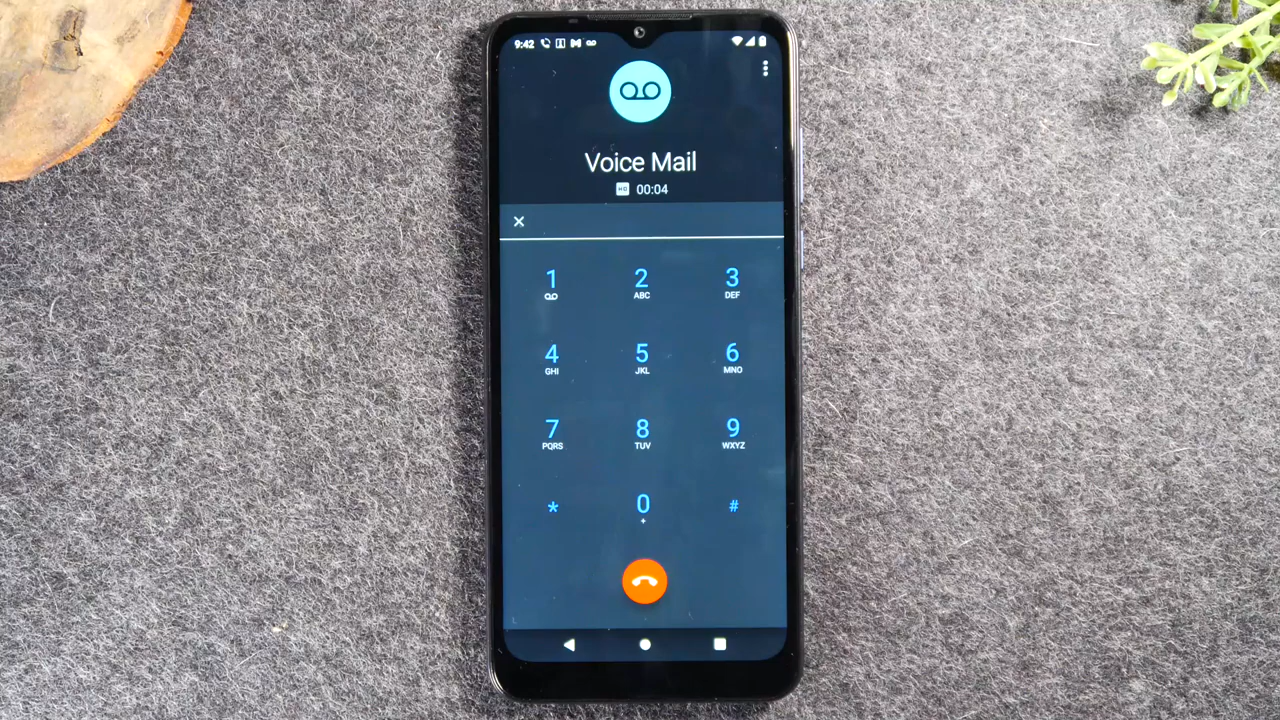 9:42
Voice Mail
HD 00:04
1 2 3
ABC DEF
4 5 6
GHI JKL MNO
7 8 9
PQRS TUV WXYZ
* 0 #
+